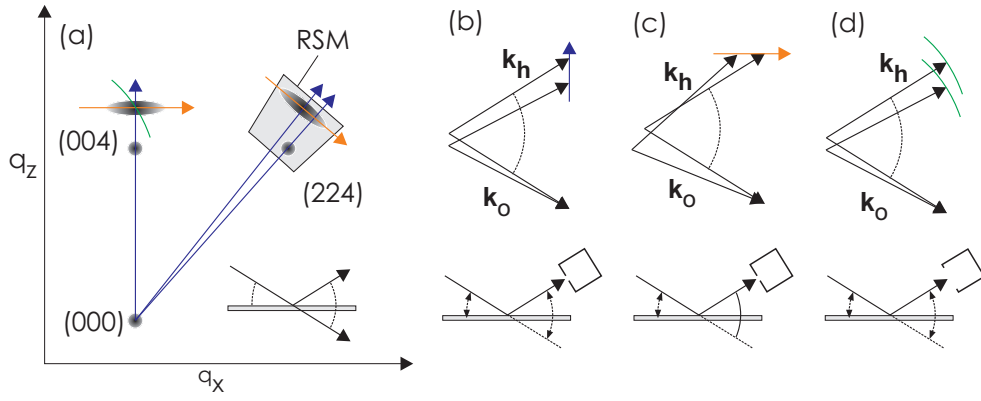 (a)
RSM
(004)
(224)
(000)
q_z
q_x
(b)
k_h
k_o
(c)
k_h
k_o
(d)
k_h
k_o